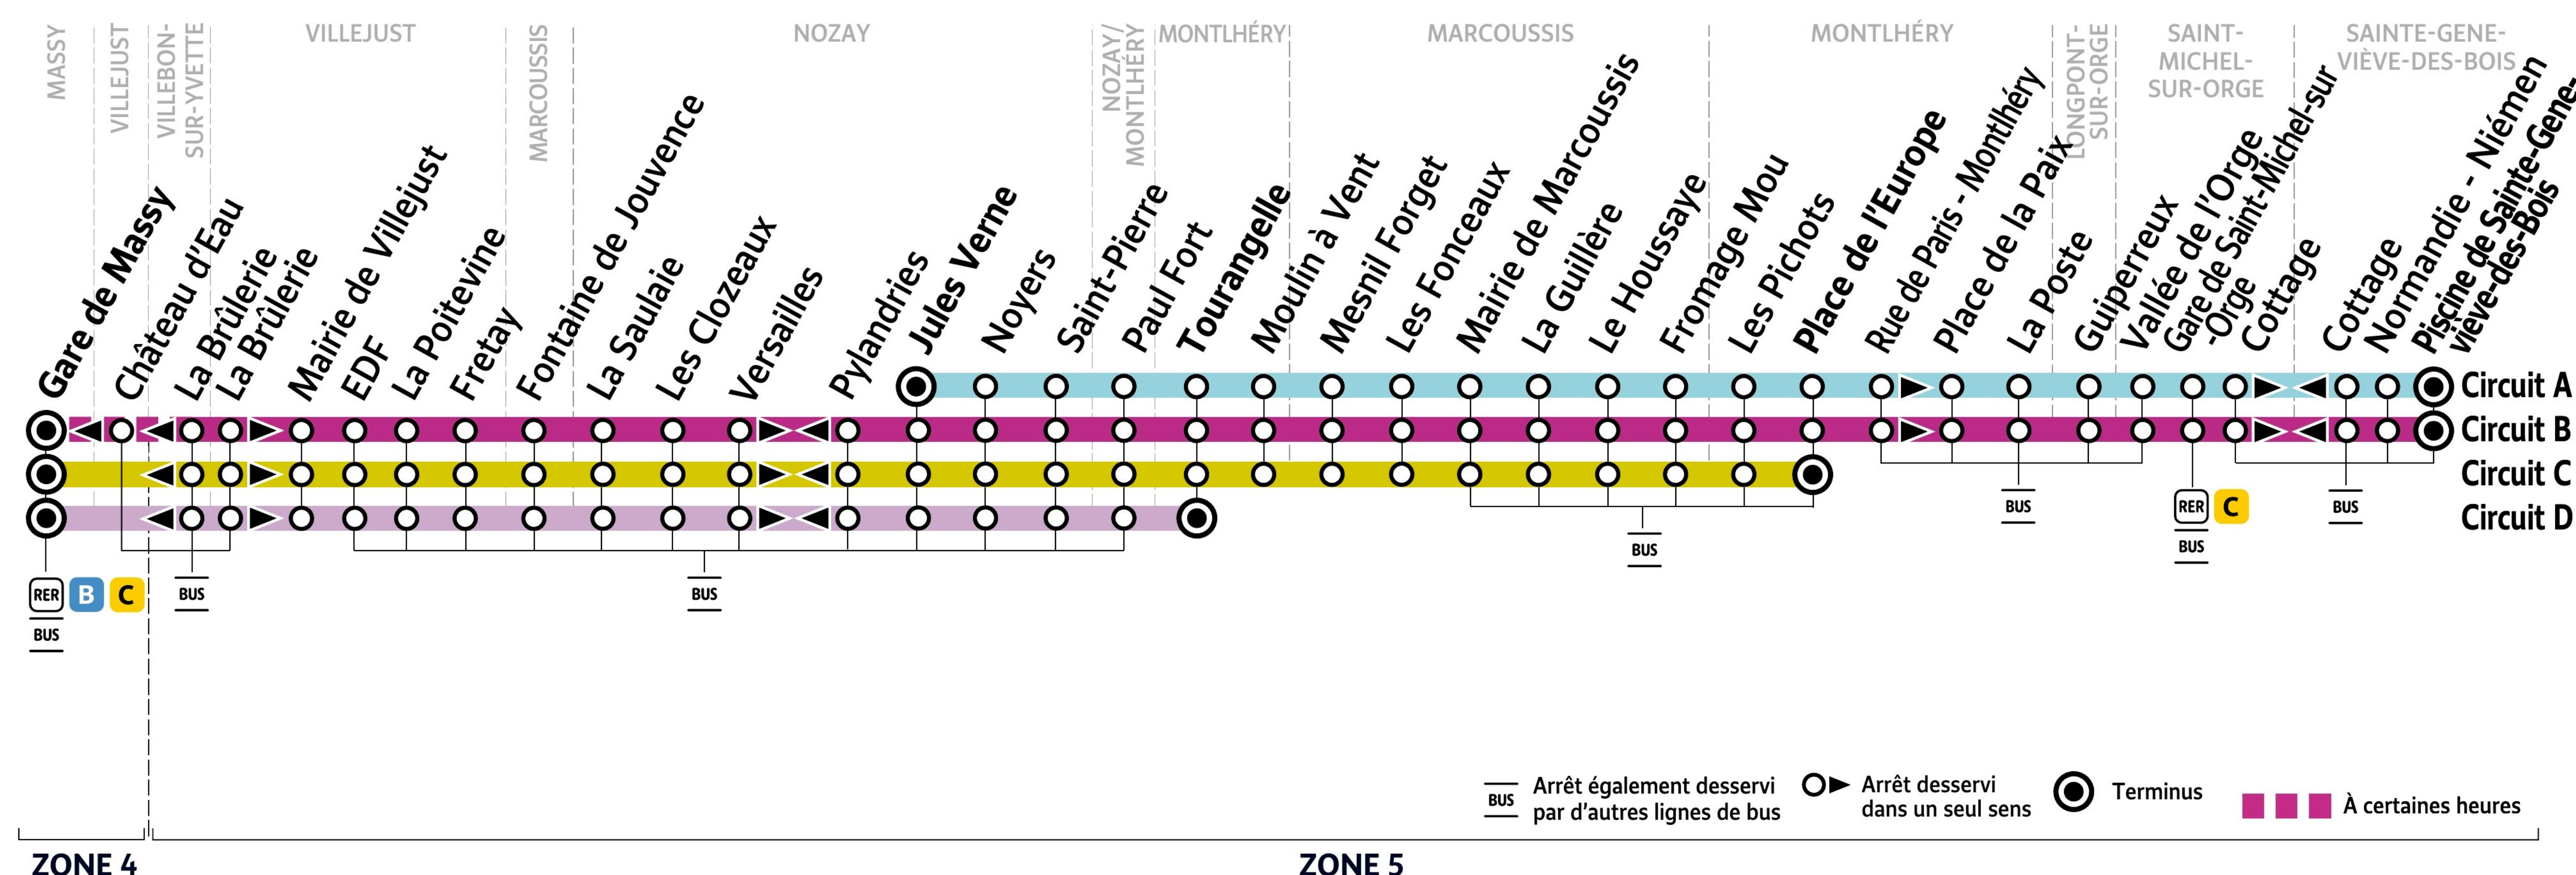 MASSY
VILLEJUST
VILLEBON-
SUR-YVETTE
VILLEJUST
MARCOUSSIS
NOZAY
NOZAY/
MONTLHÉRY
MONTLHÉRY
MARCOUSSIS
MONTLHÉRY
LONGPONT-
SUR-ORGE
SAINT-
MICHEL-
SUR-ORGE
SAINTE-GENE-
VIÈVE-DES-BOIS
Gare de Massy
Château d'Eau
La Brûlerie
La Brûlerie
Mairie de Villejust
EDF
La Poitevine
Fretay
Fontaine de Jouvence
La Saulaie
Les Clozeaux
Versailles
Pylandries
Jules Verne
Noyers
Saint-Pierre
Paul Fort
Tourangelle
Moulin à Vent
Mesnil Forget
Les Fonceaux
Mairie de Marcoussis
La Guillère
Le Houssaye
Fromage Mou
Les Pichots
Place de l'Europe
Rue de Paris - Montlhéry
Place de la Paix
La Poste
Guiperreux
Vallée de l'Orge
Gare de Saint-Michel-sur
-Orge
Cottage
Cottage
Normandie - Niémen
Piscine de Sainte-Gene-
viève-des-Bois
Circuit A
Circuit B
Circuit C
Circuit D
BUS
RER C
BUS
BUS
BUS
RER B C
BUS
BUS
BUS
BUS
Arrêt également desservi
par d'autres lignes de bus
Arrêt desservi
dans un seul sens
Terminus
À certaines heures
ZONE 4
ZONE 5